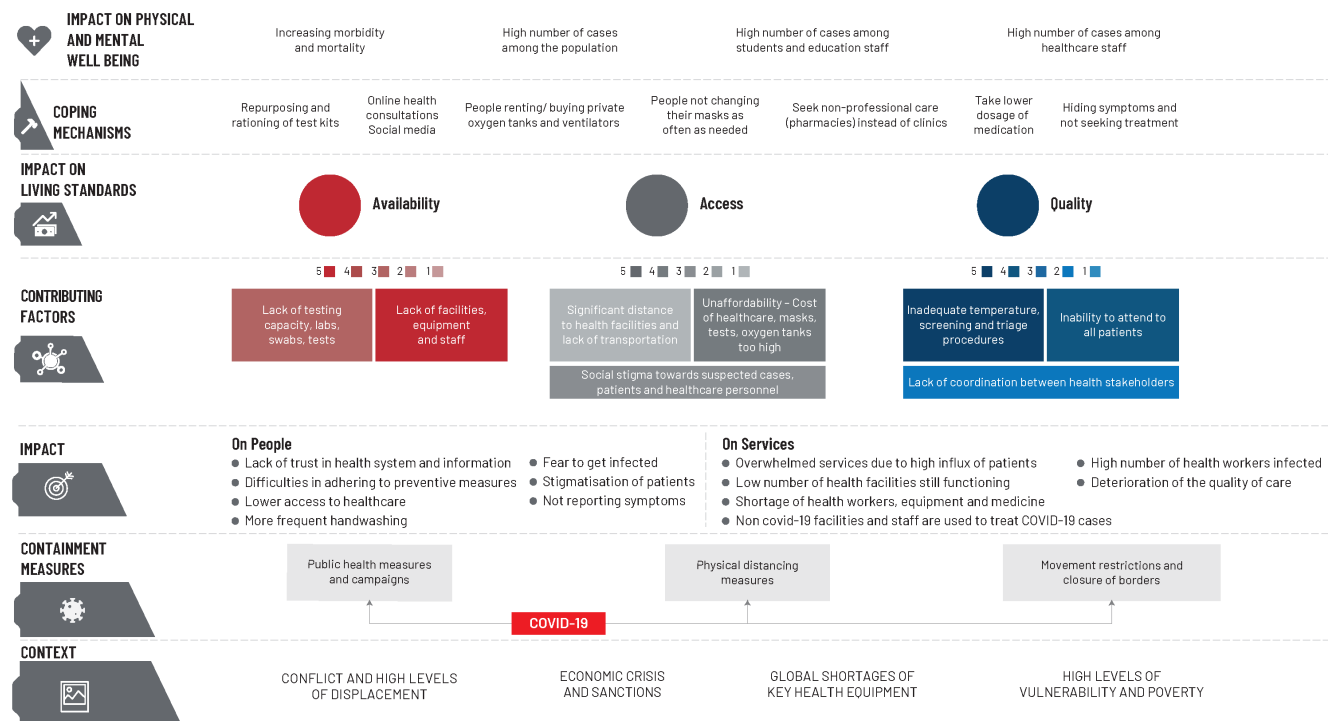 IMPACT ON PHYSICAL
AND MENTAL
WELL BEING
Increasing morbidity
and mortality
High number of cases
among the population
High number of cases among
students and education staff
High number of cases among
healthcare staff
COPING
MECHANISMS
Repurposing and
rationing of test kits
Online health
consultations
Social media
People renting/ buying private
oxygen tanks and ventilators
People not changing
their masks as
often as needed
Seek non-professional care
(pharmacies) instead of clinics
Take lower
dosage of
medication
Hiding symptoms and
not seeking treatment
IMPACT ON
LIVING STANDARDS
Availability
Access
Quality
5 4 3 2 1
5 4 3 2 1
5 4 3 2 1
CONTRIBUTING
FACTORS
Lack of testing
capacity, labs,
swabs, tests
Lack of facilities,
equipment
and staff
Significant distance
to health facilities and
lack of transportation
Unaffordability – Cost
of healthcare, masks,
tests, oxygen tanks
too high
Social stigma towards suspected cases,
patients and healthcare personnel
Inadequate temperature,
screening and triage
procedures
Inability to attend to
all patients
Lack of coordination between health stakeholders
IMPACT
On People
Lack of trust in health system and information
Difficulties in adhering to preventive measures
Lower access to healthcare
More frequent handwashing
Fear to get infected
Stigmatisation of patients
Not reporting symptoms
On Services
Overwhelmed services due to high influx of patients
Low number of health facilities still functioning
Shortage of health workers, equipment and medicine
Non covid-19 facilities and staff are used to treat COVID-19 cases
High number of health workers infected
Deterioration of the quality of care
CONTAINMENT
MEASURES
Public health measures
and campaigns
Physical distancing
measures
Movement restrictions and
closure of borders
COVID-19
CONTEXT
CONFLICT AND HIGH LEVELS
OF DISPLACEMENT
ECONOMIC CRISIS
AND SANCTIONS
GLOBAL SHORTAGES OF
KEY HEALTH EQUIPMENT
HIGH LEVELS OF
VULNERABILITY AND POVERTY